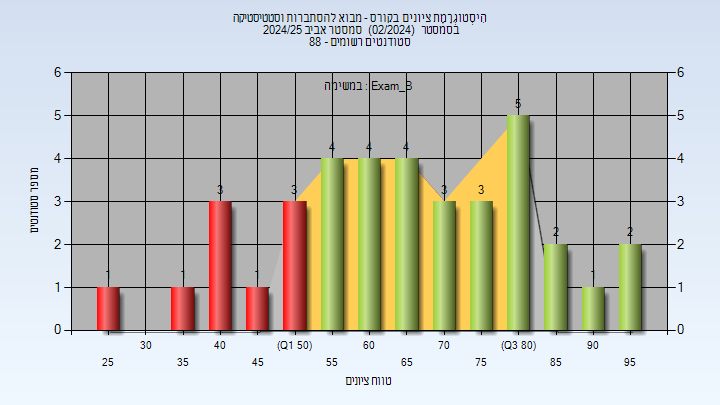 היסטוגרמת ציונים בקורס - מבוא להסתברות וסטטיסטיקה
בסמסטר (02/2024) סמסטר אביב 2024/25
סטודנטים רשומים - 88
במשימה : Exam_B
מספר סטודנטים
6 6
5 5
4 4
3 3
2 2
1 1
0 0
1 1 3 1 3 4 4 4 3 3 5 2 1 2
30 40 (Q1 50) 60 70 (Q3 80) 90
25 35 45 55 65 75 85 95
טווח ציונים